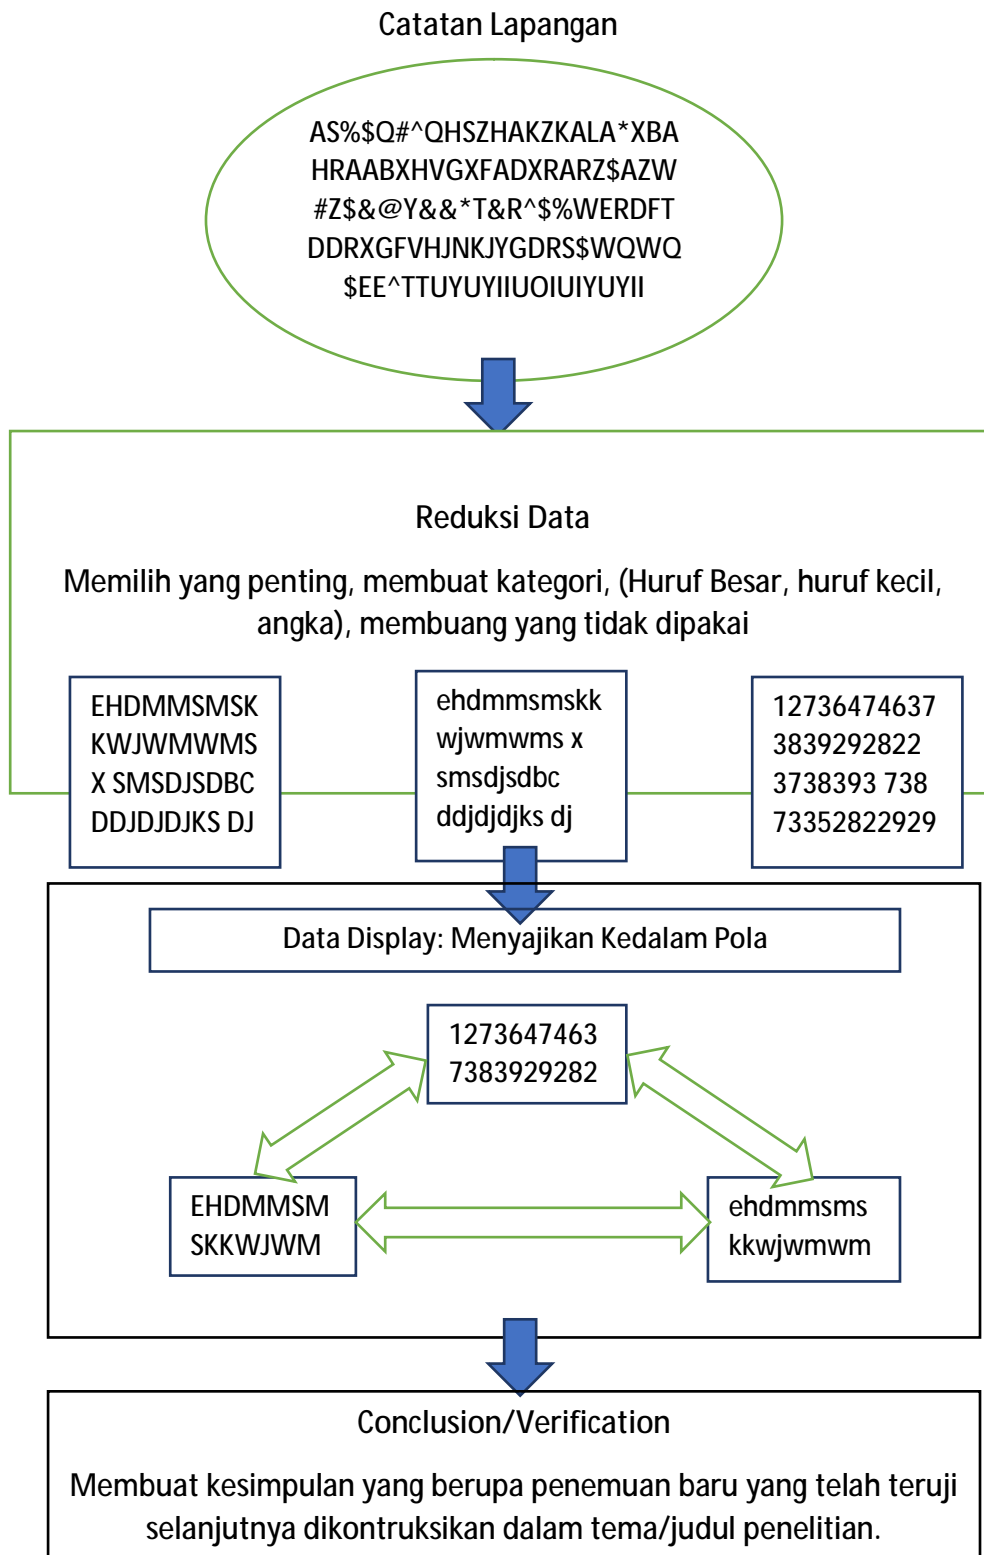 Catatan Lapangan
AS%$Q#^QHSZHAKZKALA*XBA
HRAABXHVGXFADXRARZ$AZW
#Z$&@Y&&*T&R^$%WERDFT
DDRXGFVHJNKJYGDRS$WQWQ
$EE^TTUYUYIIUOIUIYUYII
Reduksi Data
Memilih yang penting, membuat kategori, (Huruf Besar, huruf kecil,
angka), membuang yang tidak dipakai
EHDMMSMSK
KWJWMWMS
X SMSDJSDBC
DDJDJDJKS DJ
ehdmmsmskk
wjwmwms x
smsdjsdbc
ddjdjdjks dj
12736474637
3839292822
3738393 738
73352822929
Data Display: Menyajikan Kedalam Pola
1273647463
7383929282
EHDMMSM
SKKWJWM
ehdmmsms
kkwjwmwm
Conclusion/Verification
Membuat kesimpulan yang berupa penemuan baru yang telah teruji
selanjutnya dikontruksikan dalam tema/judul penelitian.